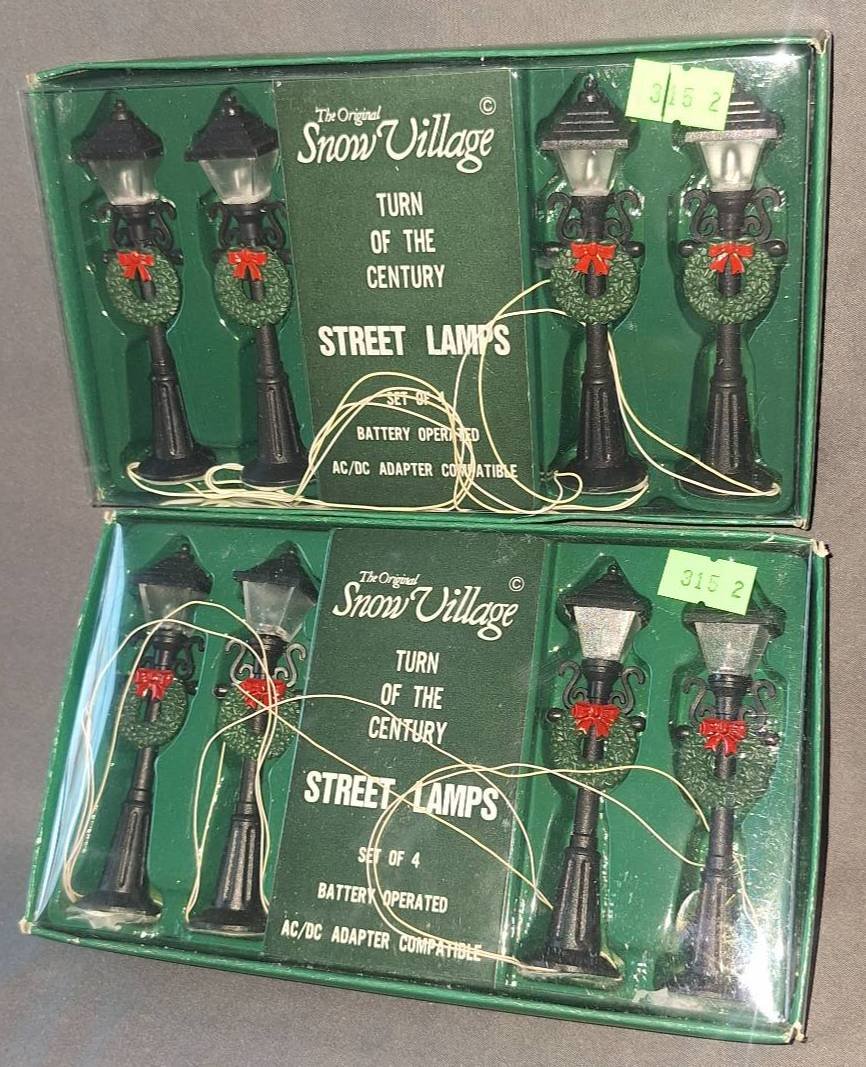 The Original ©
Snow Village
TURN
OF THE
CENTURY
STREET LAMPS
SET OF 4
BATTERY OPERATED
AC/DC ADAPTER COMPATIBLE
315 2
The Original ©
Snow Village
TURN
OF THE
CENTURY
STREET LAMPS
SET OF 4
BATTERY OPERATED
AC/DC ADAPTER COMPATIBLE
315 2